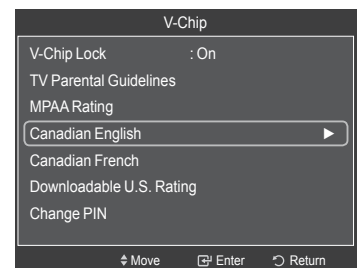 V-Chip
V-Chip Lock : On
TV Parental Guidelines
MPAA Rating
Canadian English ►
Canadian French
Downloadable U.S. Rating
Change PIN
Move Enter Return